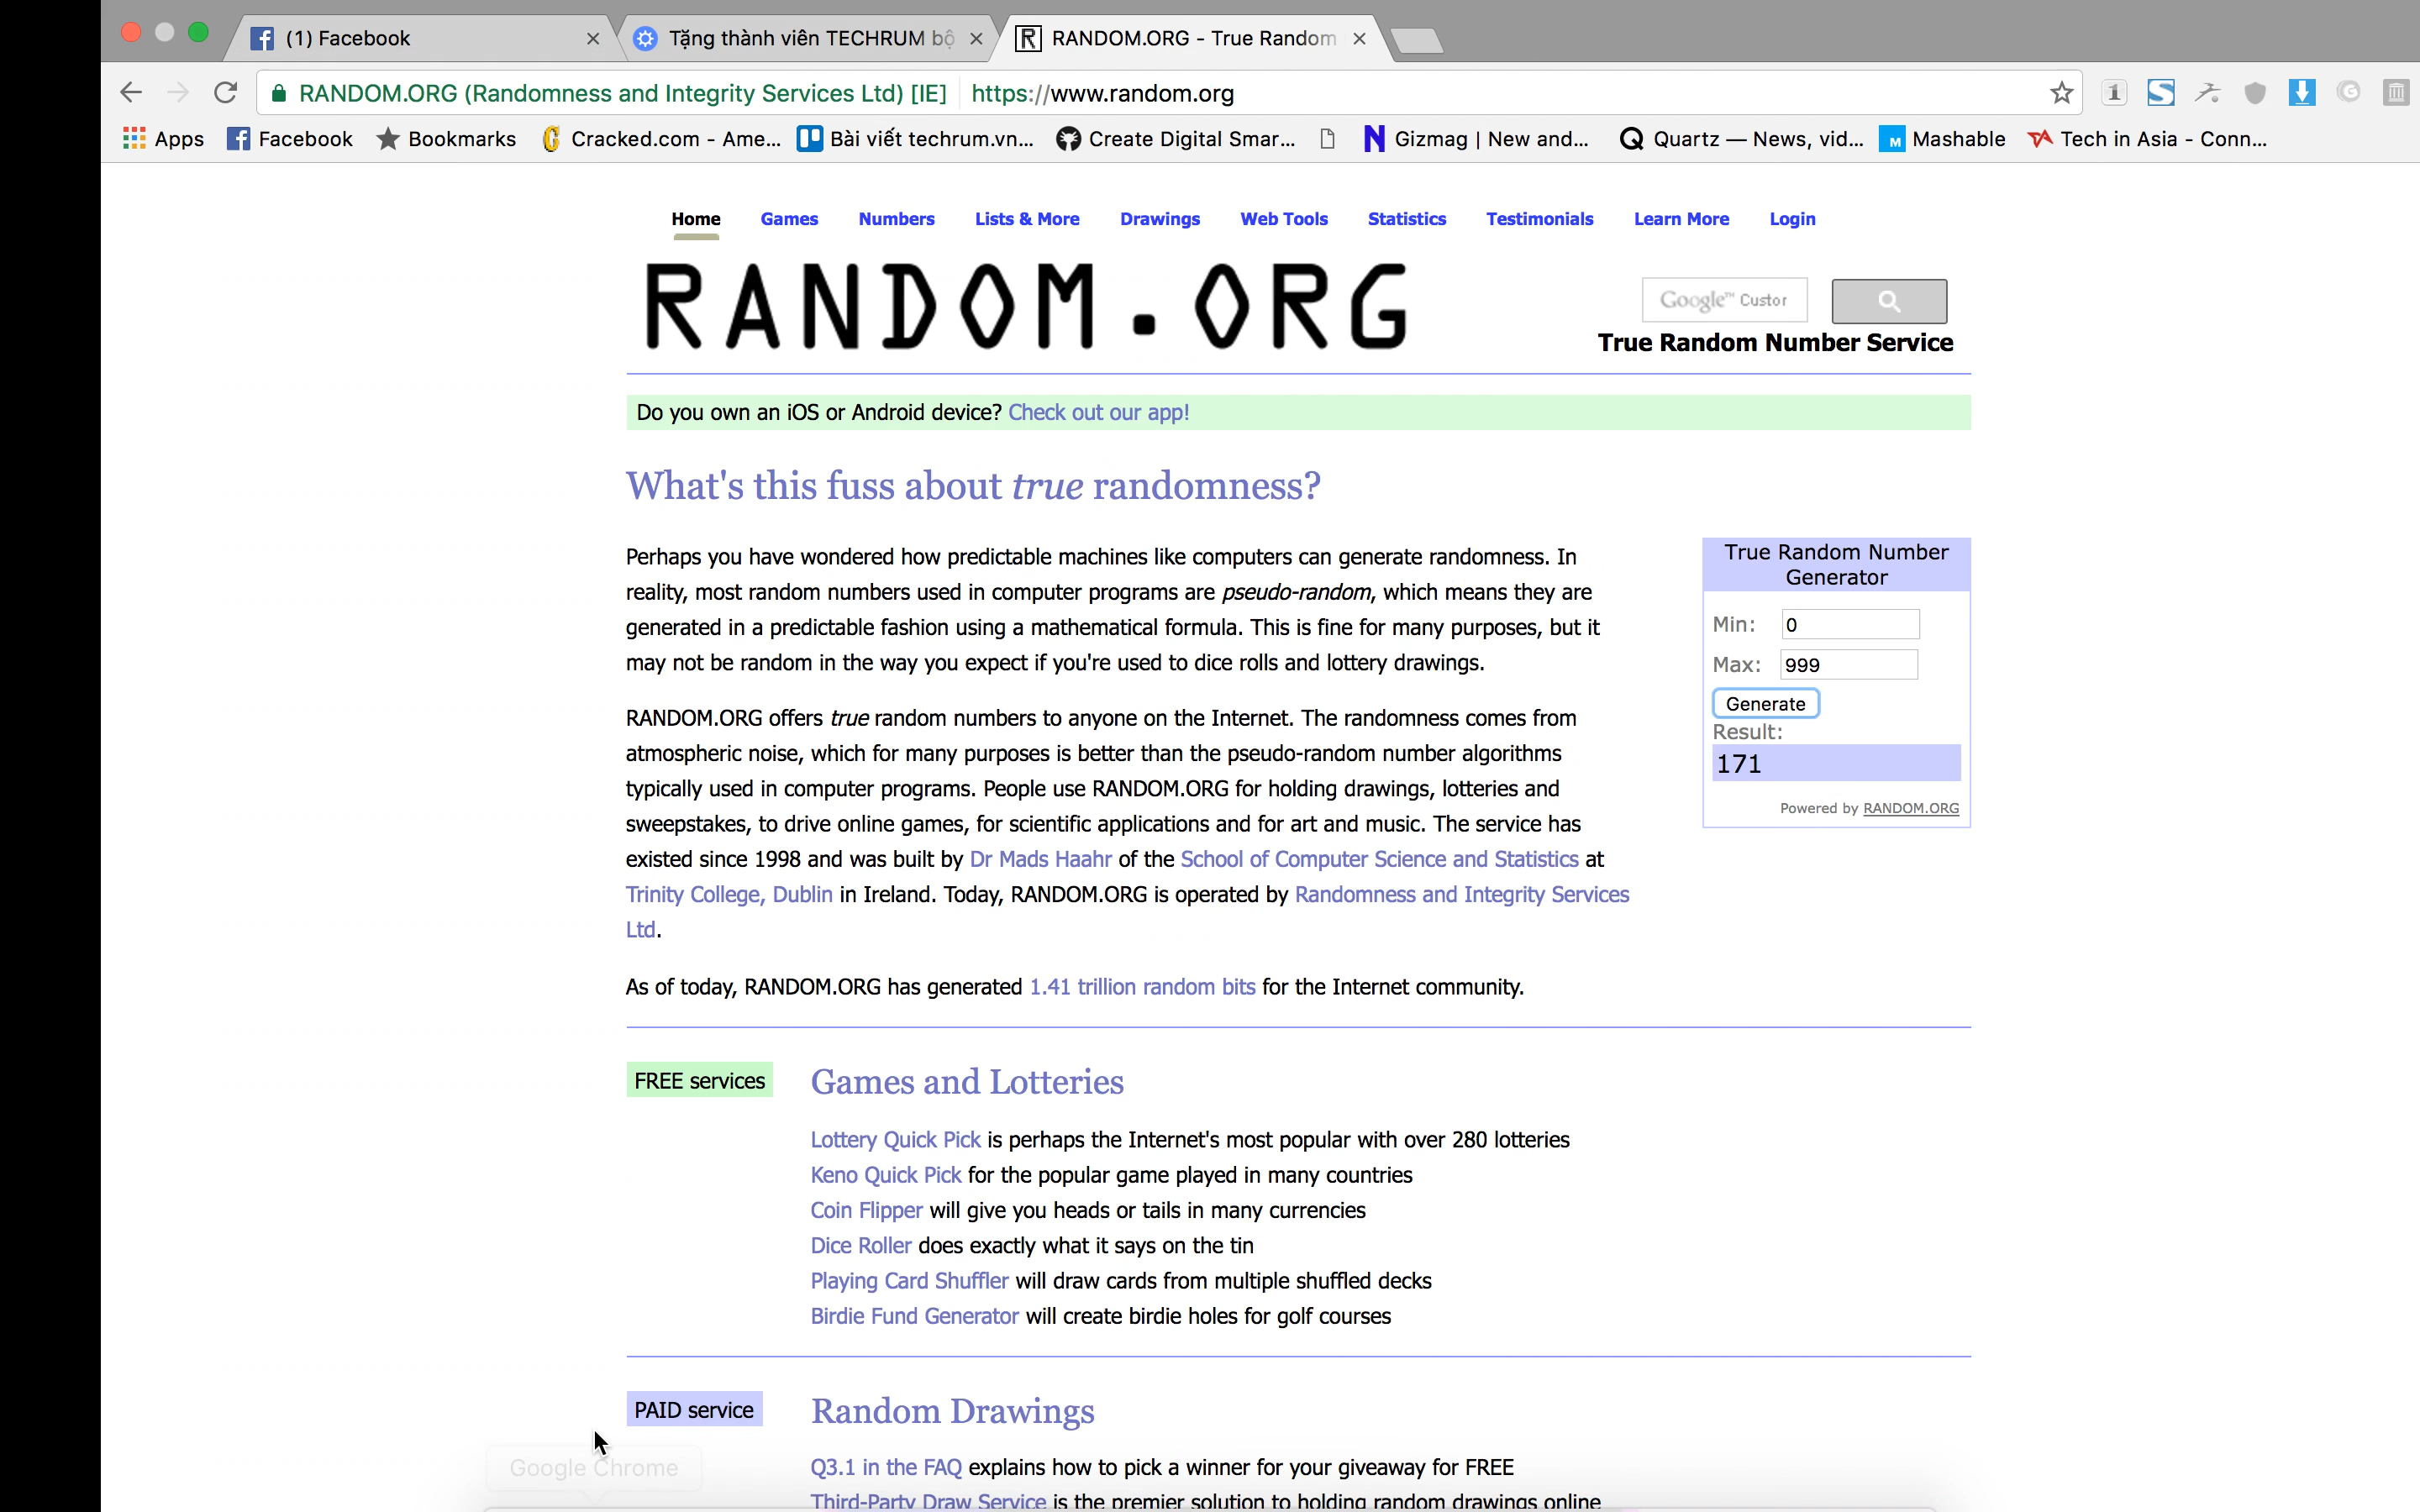 (1) Facebook
Tặng thành viên TECHRUM bộ
RANDOM.ORG - True Random
RANDOM.ORG (Randomness and Integrity Services Ltd) [IE] https://www.random.org
Apps Facebook Bookmarks Cracked.com - Ame... Bài viết techrum.vn... Create Digital Smar... Gizmag | New and... Quartz — News, vid... Mashable Tech in Asia - Conn...
Home Games Numbers Lists & More Drawings Web Tools Statistics Testimonials Learn More Login
RANDOM.ORG
Google™ Custor
True Random Number Service
Do you own an iOS or Android device? Check out our app!
What's this fuss about true randomness?
Perhaps you have wondered how predictable machines like computers can generate randomness. In
reality, most random numbers used in computer programs are pseudo-random, which means they are
generated in a predictable fashion using a mathematical formula. This is fine for many purposes, but it
may not be random in the way you expect if you're used to dice rolls and lottery drawings.
RANDOM.ORG offers true random numbers to anyone on the Internet. The randomness comes from
atmospheric noise, which for many purposes is better than the pseudo-random number algorithms
typically used in computer programs. People use RANDOM.ORG for holding drawings, lotteries and
sweepstakes, to drive online games, for scientific applications and for art and music. The service has
existed since 1998 and was built by Dr Mads Haahr of the School of Computer Science and Statistics at
Trinity College, Dublin in Ireland. Today, RANDOM.ORG is operated by Randomness and Integrity Services
Ltd.
As of today, RANDOM.ORG has generated 1.41 trillion random bits for the Internet community.
True Random Number
Generator
Min: 0
Max: 999
Generate
Result:
171
Powered by RANDOM.ORG
FREE services
Games and Lotteries
Lottery Quick Pick is perhaps the Internet's most popular with over 280 lotteries
Keno Quick Pick for the popular game played in many countries
Coin Flipper will give you heads or tails in many currencies
Dice Roller does exactly what it says on the tin
Playing Card Shuffler will draw cards from multiple shuffled decks
Birdie Fund Generator will create birdie holes for golf courses
PAID service
Random Drawings
Q3.1 in the FAQ explains how to pick a winner for your giveaway for FREE
Third-Party Draw Service is the premier solution to holding random drawings online
Google Chrome